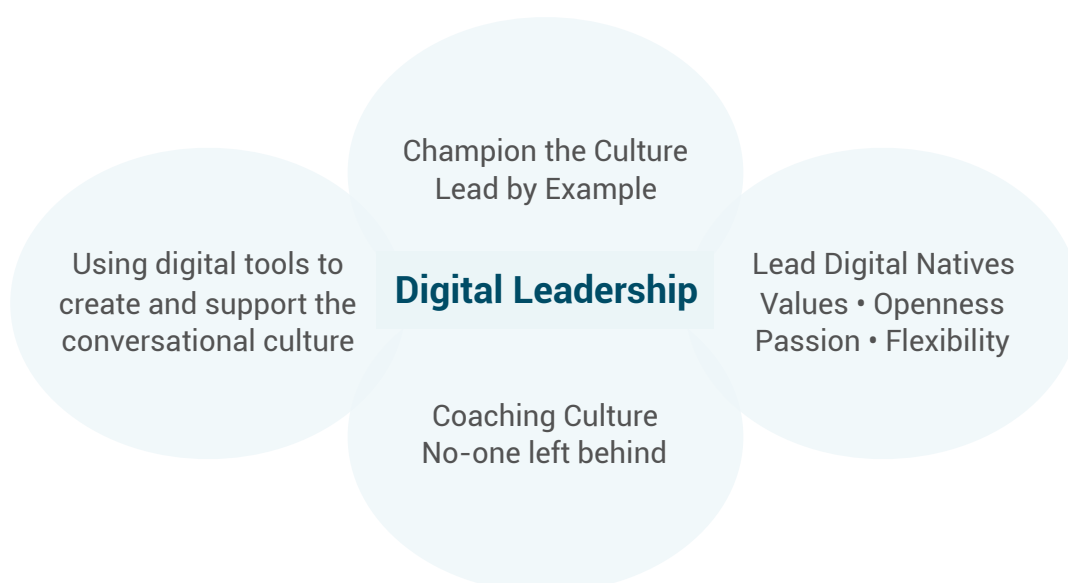 Champion the Culture
Lead by Example
Using digital tools to
create and support the
conversational culture
Digital Leadership
Lead Digital Natives
Values • Openness
Passion • Flexibility
Coaching Culture
No-one left behind